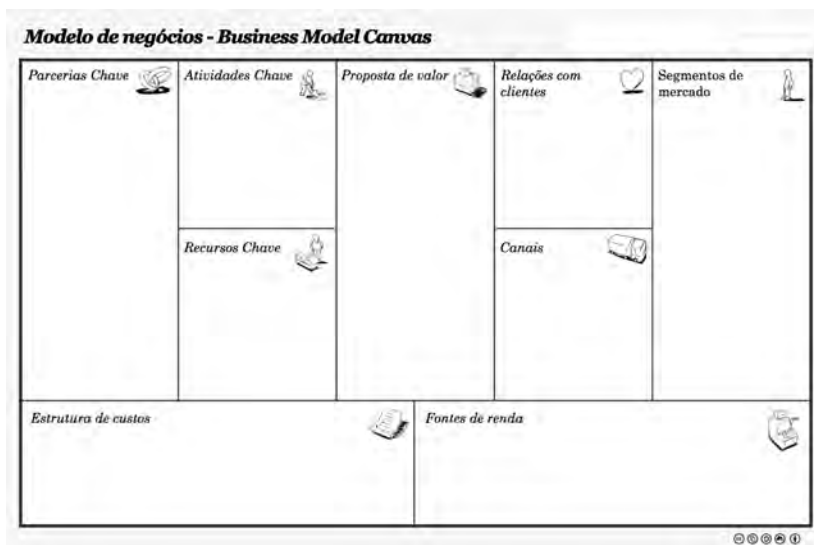 Modelo de negócios - Business Model Canvas
Parcerias Chave
Atividades Chave
Proposta de valor
Relações com
clientes
Segmentos de
mercado
Recursos Chave
Canais
Estrutura de custos
Fontes de renda